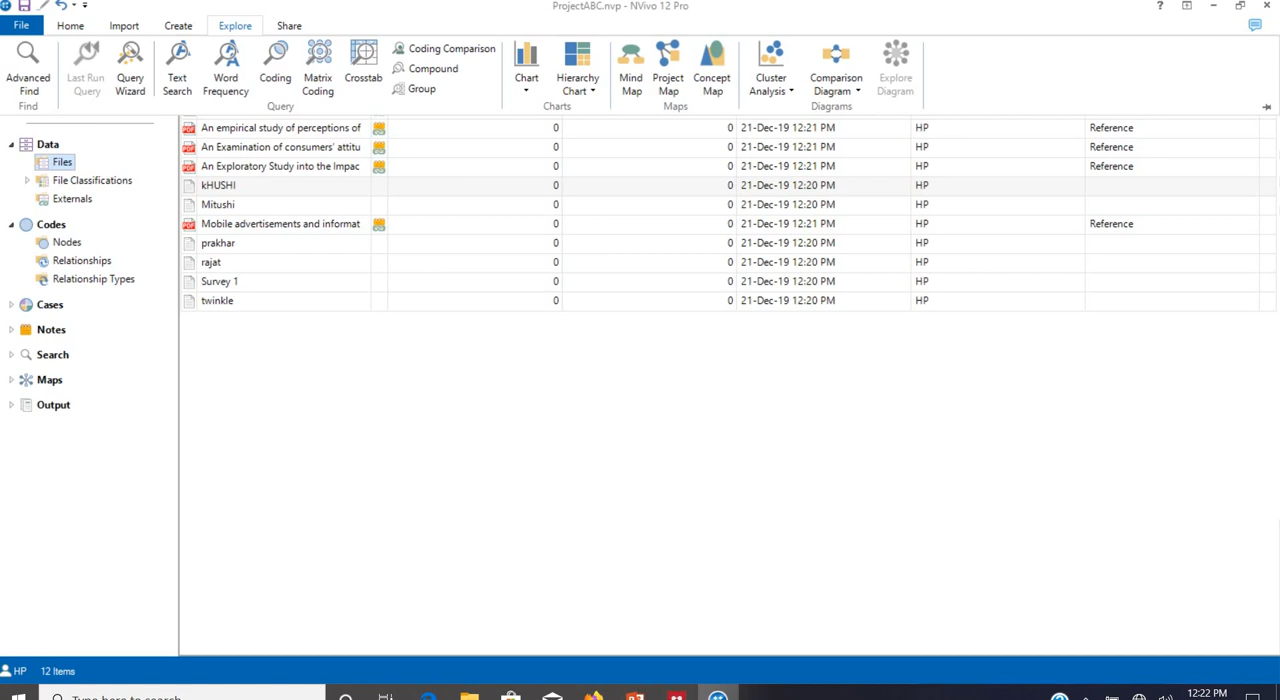 ProjectABC.nvp - NVivo 12 Pro
File Home Import Create Explore Share
Advanced Find
Last Run Query
Query Wizard
Text Search
Word Frequency
Coding
Matrix Coding
Crosstab
Coding Comparison
Compound
Group
Chart
Hierarchy Chart
Mind Map
Project Map
Concept Map
Cluster Analysis
Comparison Diagram
Explore Diagram
Find Query Charts Maps Diagrams
Data
Files
File Classifications
Externals
Codes
Nodes
Relationships
Relationship Types
Cases
Notes
Search
Maps
Output
An empirical study of perceptions of 0 0 21-Dec-19 12:21 PM HP Reference
An Examination of consumers' attitu 0 0 21-Dec-19 12:21 PM HP Reference
An Exploratory Study into the Impac 0 0 21-Dec-19 12:21 PM HP Reference
kHUSHI 0 0 21-Dec-19 12:20 PM HP
Mitushi 0 0 21-Dec-19 12:20 PM HP
Mobile advertisements and informat 0 0 21-Dec-19 12:21 PM HP Reference
prakhar 0 0 21-Dec-19 12:20 PM HP
rajat 0 0 21-Dec-19 12:20 PM HP
Survey 1 0 0 21-Dec-19 12:20 PM HP
twinkle 0 0 21-Dec-19 12:20 PM HP
HP 12 Items
Type here to search
12:22 PM